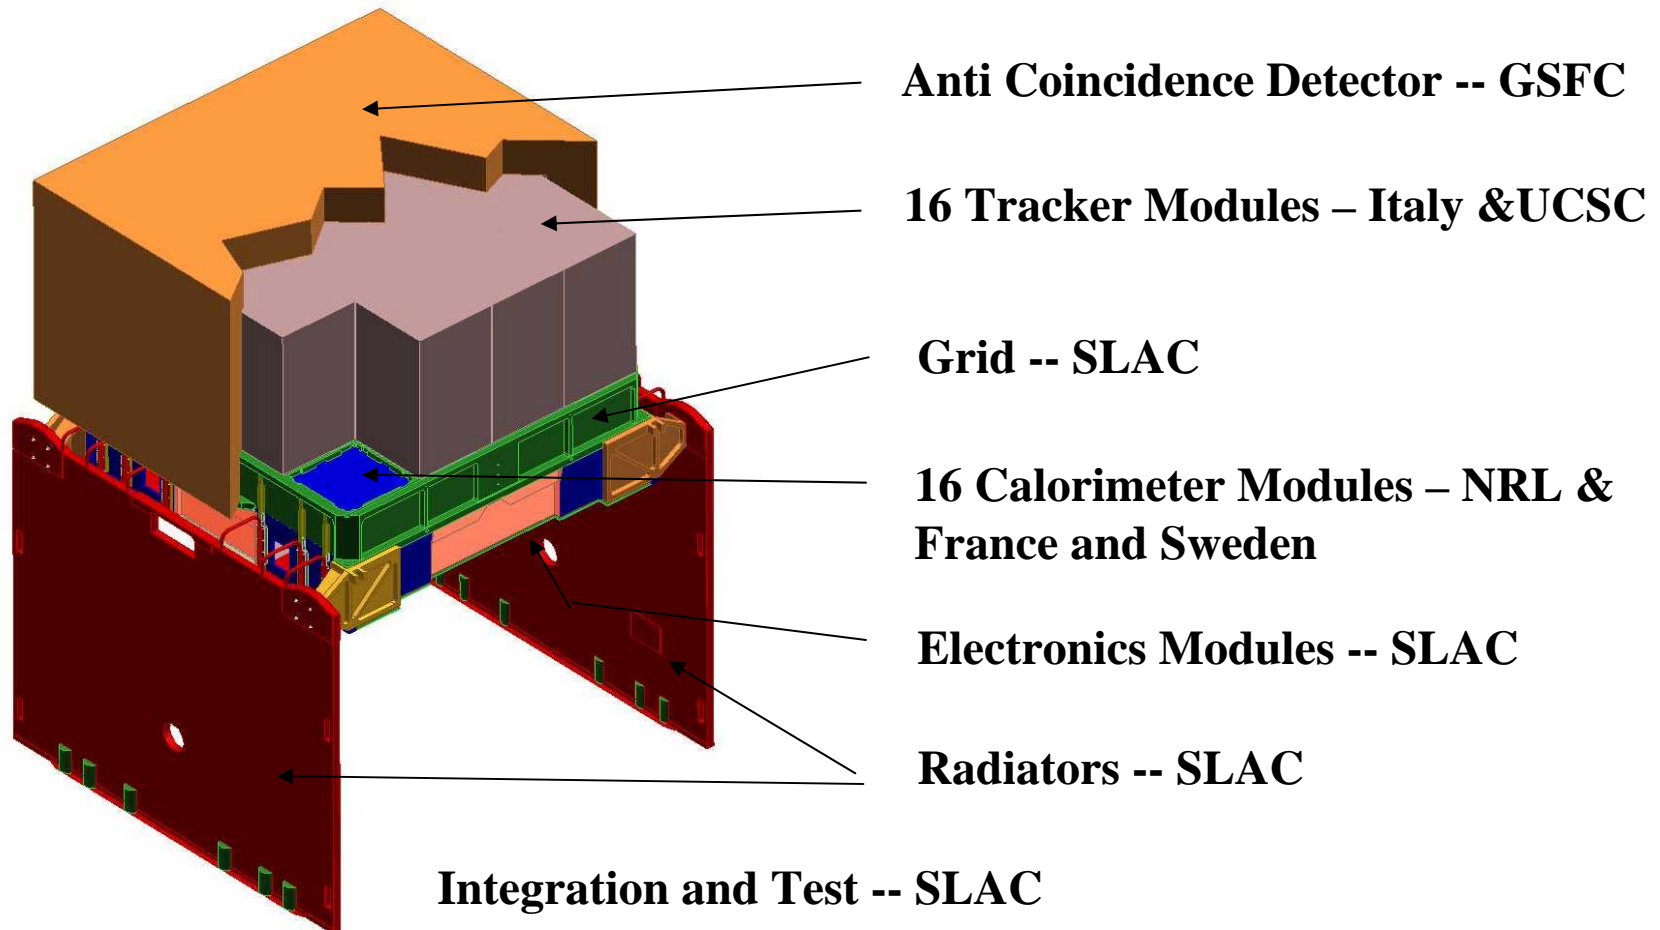 Anti Coincidence Detector -- GSFC
16 Tracker Modules – Italy &UCSC
Grid -- SLAC
16 Calorimeter Modules – NRL &
France and Sweden
Electronics Modules -- SLAC
Radiators -- SLAC
Integration and Test -- SLAC